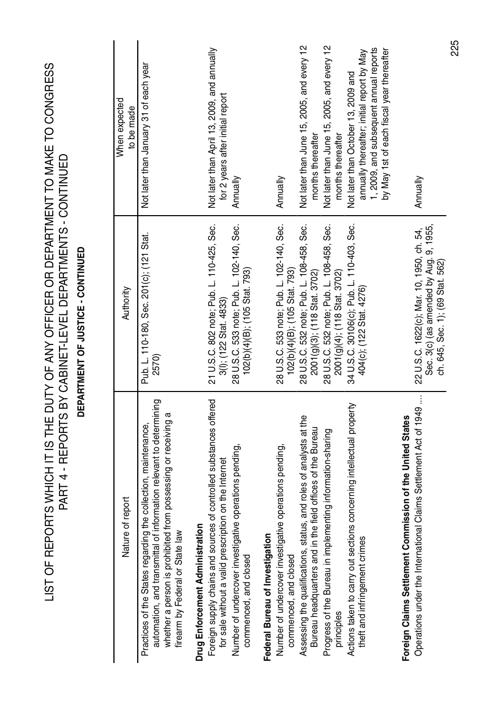 LIST OF REPORTS WHICH IT IS THE DUTY OF ANY OFFICER OR DEPARTMENT TO MAKE TO CONGRESS
PART 4 - REPORTS BY CABINET-LEVEL DEPARTMENTS - CONTINUED
DEPARTMENT OF JUSTICE - CONTINUED
Nature of report
Authority
When expected
to be made
Practices of the States regarding the collection, maintenance,
automation, and transmittal of information relevant to determining
whether a person is prohibited from possessing or receiving a
firearm by Federal or State law
Pub. L. 110-180, Sec. 201(c); (121 Stat.
2570)
Not later than January 31 of each year
Drug Enforcement Administration
Foreign supply chains and sources of controlled substances offered
for sale without a valid prescription on the Internet
21 U.S.C. 802 note; Pub. L. 110-425, Sec.
3(i); (122 Stat. 4833)
Not later than April 13, 2009, and annually
for 2 years after initial report
Number of undercover investigative operations pending,
commenced, and closed
28 U.S.C. 533 note; Pub. L. 102-140, Sec.
102(b)(4)(B); (105 Stat. 793)
Annually
Federal Bureau of Investigation
Number of undercover investigative operations pending,
commenced, and closed
28 U.S.C. 533 note; Pub. L. 102-140, Sec.
102(b)(4)(B); (105 Stat. 793)
Annually
Assessing the qualifications, status, and roles of analysts at the
Bureau headquarters and in the field offices of the Bureau
28 U.S.C. 532 note; Pub. L. 108-458, Sec.
2001(g)(3); (118 Stat. 3702)
Not later than June 15, 2005, and every 12
months thereafter
Progress of the Bureau in implementing information-sharing
principles
28 U.S.C. 532 note; Pub. L. 108-458, Sec.
2001(g)(4); (118 Stat. 3702)
Not later than June 15, 2005, and every 12
months thereafter
Actions taken to carry out sections concerning intellectual property
theft and infringement crimes
34 U.S.C. 30106(c); Pub. L. 110-403, Sec.
404(c); (122 Stat. 4276)
Not later than October 13, 2009 and
annually thereafter; initial report by May
1, 2009, and subsequent annual reports
by May 1st of each fiscal year thereafter
Foreign Claims Settlement Commission of the United States
Operations under the International Claims Settlement Act of 1949 ....
22 U.S.C. 1622(c); Mar. 10, 1950, ch. 54,
Sec. 3(c) (as amended by Aug. 9, 1955,
ch. 645, Sec. 1); (69 Stat. 562)
Annually
225